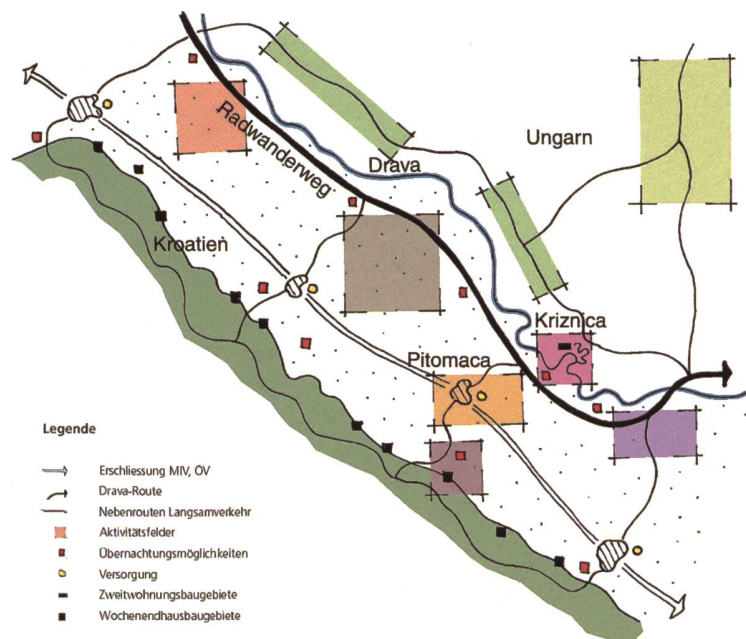 Ungarn
Radwanderweg
Drava
Kroatien
Kriznica
Pitomaca
Legende
Erschliessung MIV, ÖV
Drava-Route
Nebenrouten Langsamverkehr
Aktivitätsfelder
Übernachtungsmöglichkeiten
Versorgung
Zweitwohnungsbaugebiete
Wochenendhausbaugebiete